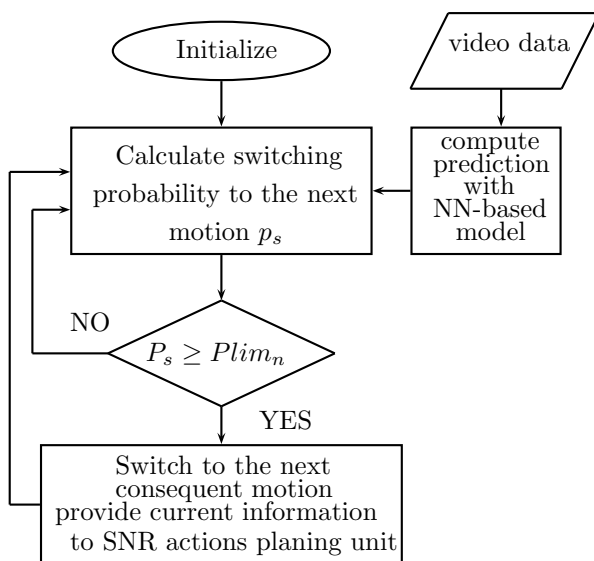 Initialize
video data
Calculate switching
probability to the next
motion p_s
compute
prediction
with
NN-based
model
NO
P_s ≥ Plim_n
YES
Switch to the next
consequent motion
provide current information
to SNR actions planing unit